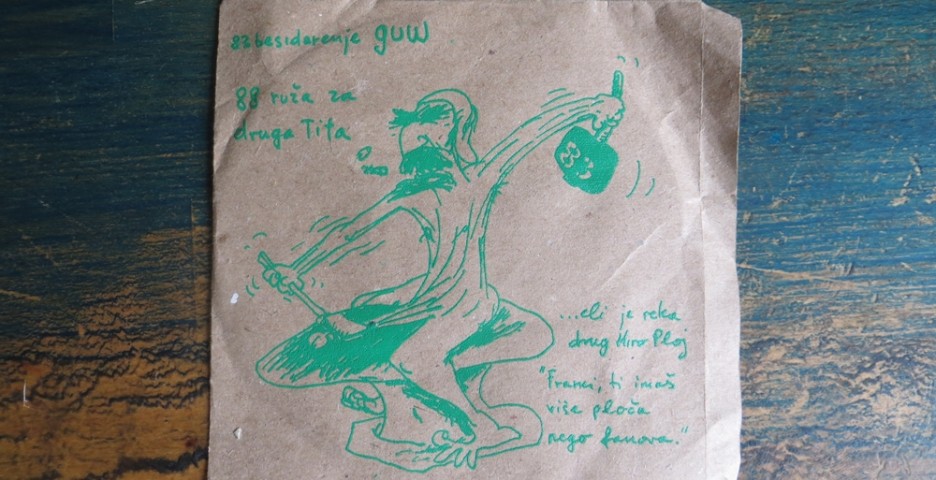 83 besidarenje guw
88 ruža za
druga Tita
...eli je reka
drug Miro Ploj
"Franci, ti imaš
više ploča
nego fanova."